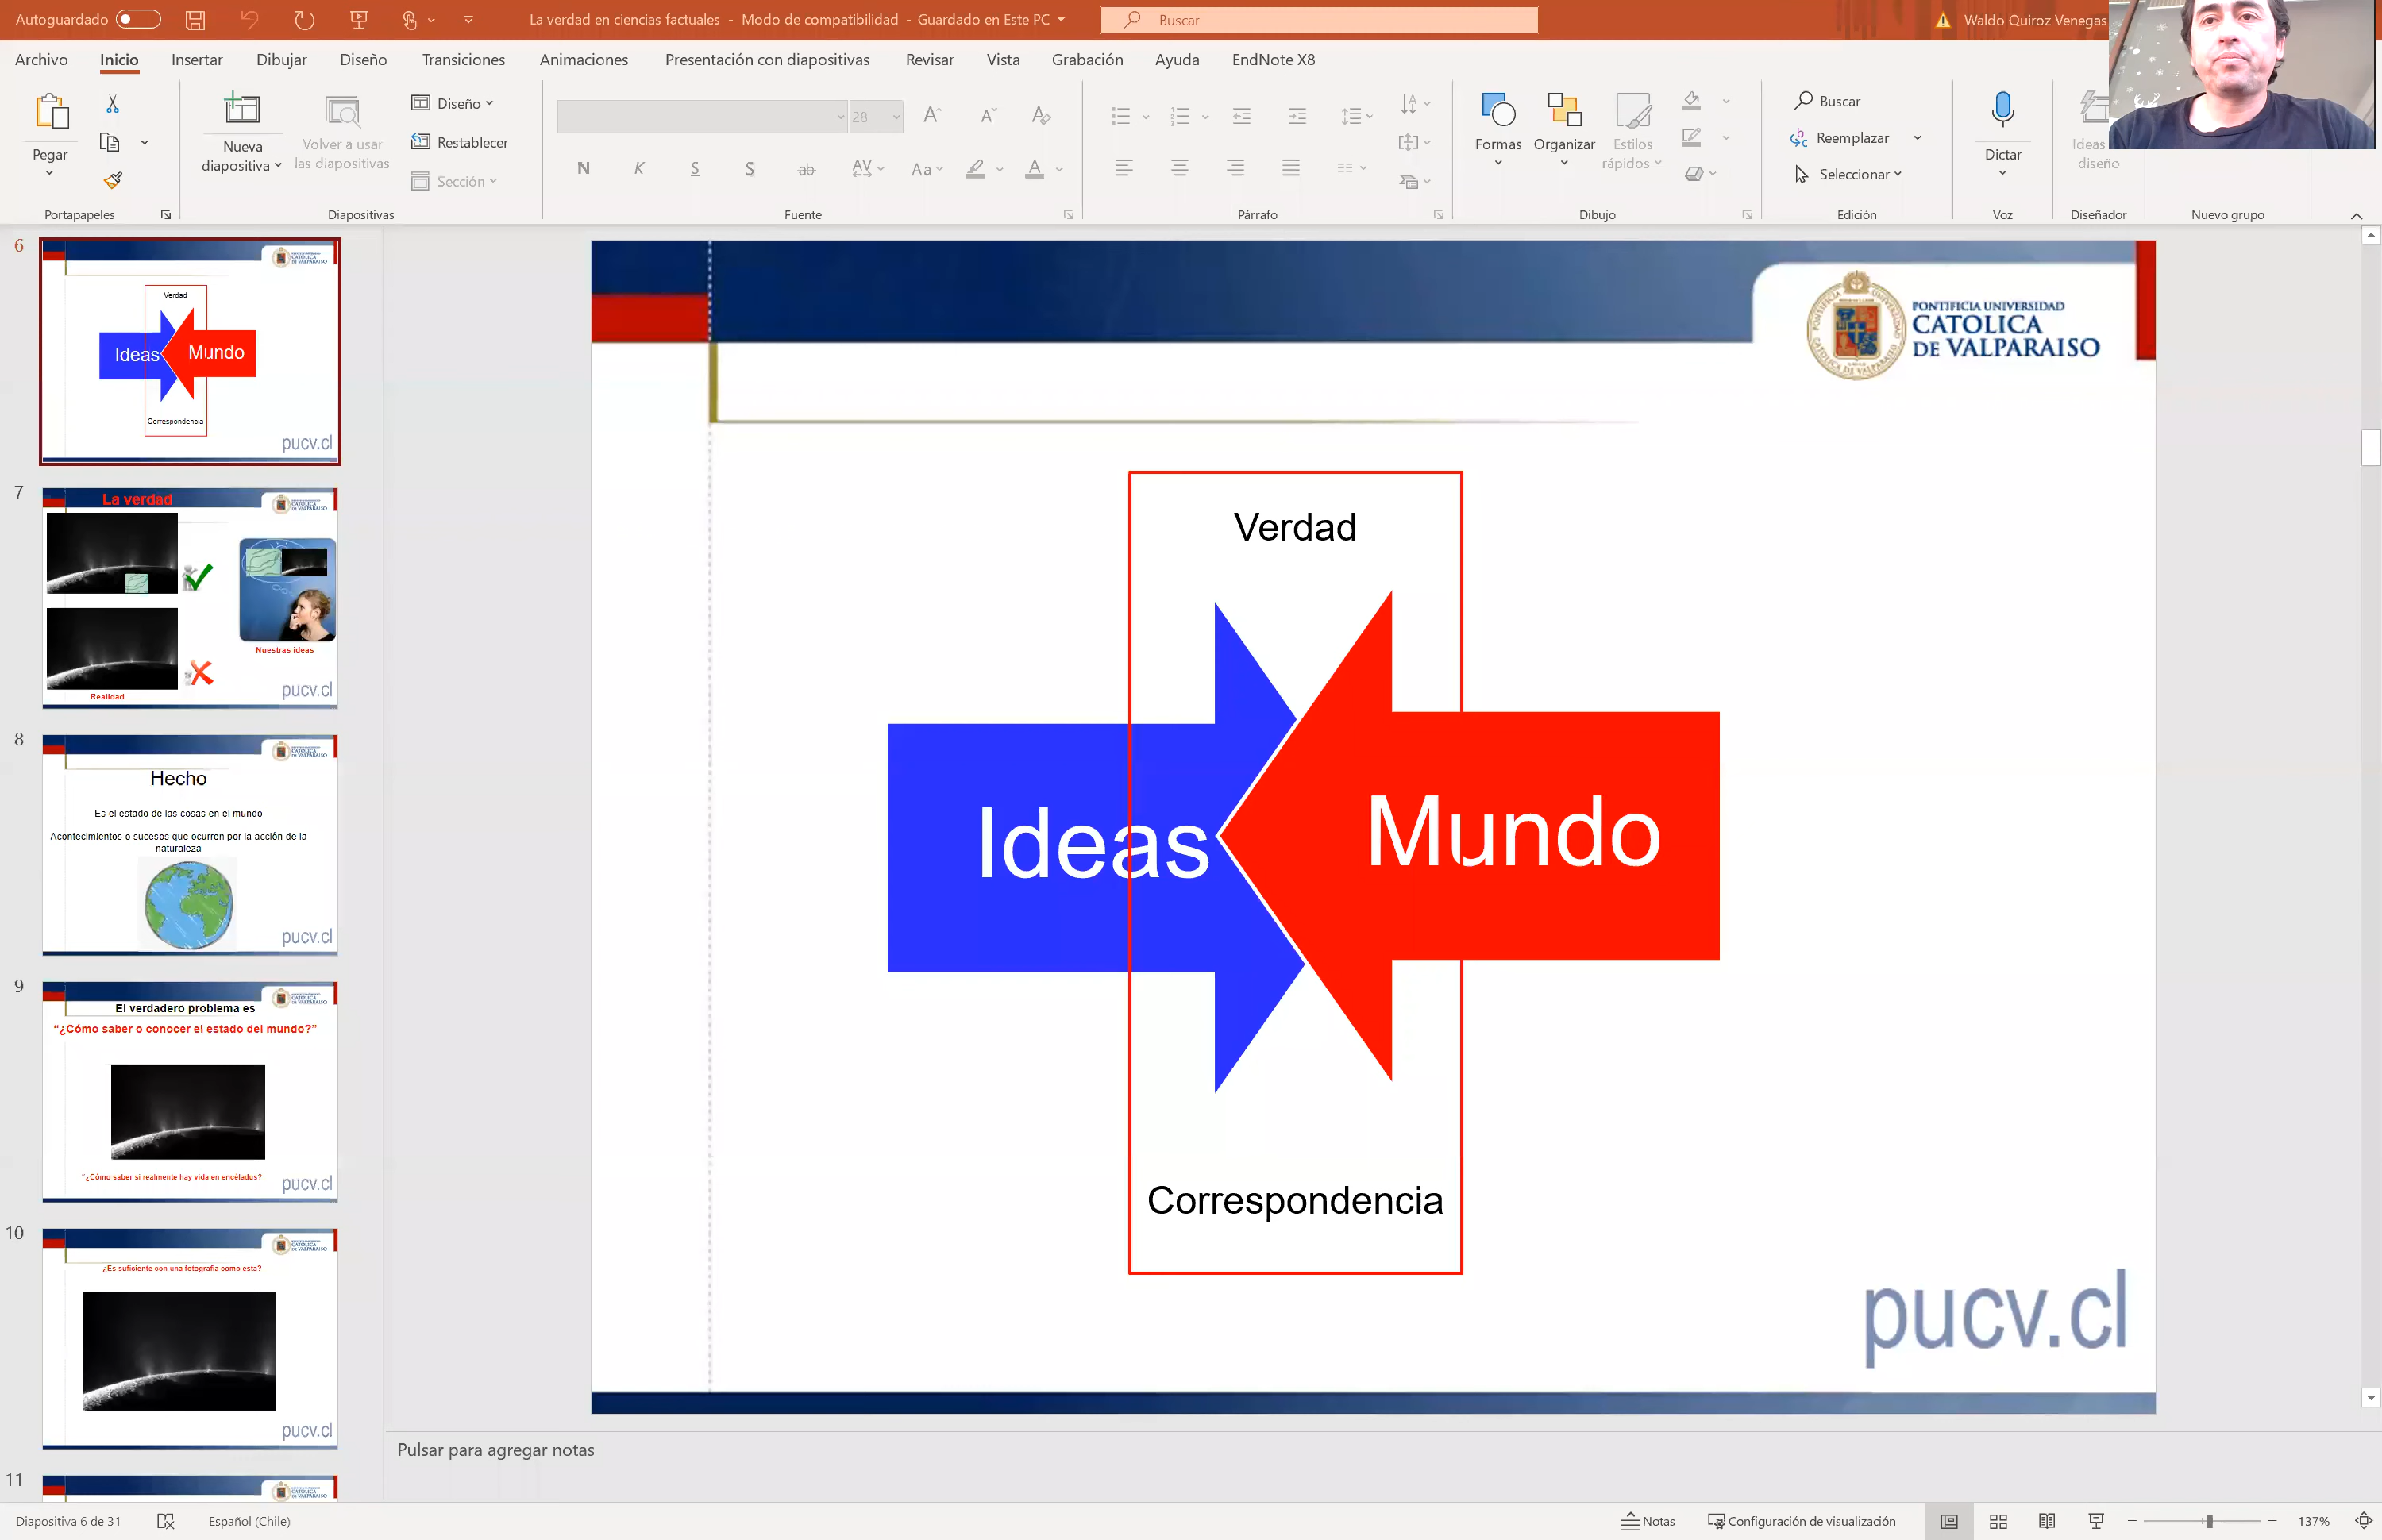 Autoguardado
La verdad en ciencias factuales - Modo de compatibilidad - Guardado en Este PC
Buscar
Waldo Quiroz Venegas
Archivo Inicio Insertar Dibujar Diseño Transiciones Animaciones Presentación con diapositivas Revisar Vista Grabación Ayuda EndNote X8
Pegar
Portapapeles
Nueva
diapositiva
Volver a usar
las diapositivas
Diseño
Restablecer
Sección
Diapositivas
28
N K S S ab AV Aa A
Fuente
Párrafo
Formas
Organizar
Estilos
rápidos
Dibujo
Buscar
Reemplazar
Seleccionar
Edición
Dictar
Voz
Ideas
diseño
Diseñador
Nuevo grupo
6
Verdad
Ideas
Mundo
Correspondencia
pucv.cl
7
La verdad
Nuestras ideas
Realidad
pucv.cl
8
Hecho
Es el estado de las cosas en el mundo
Acontecimientos o sucesos que ocurren por la acción de la
naturaleza
pucv.cl
9
El verdadero problema es
“¿Cómo saber o conocer el estado del mundo?”
“¿Cómo saber si realmente hay vida en encéladus?
pucv.cl
10
¿Es suficiente con una fotografía como esta?
pucv.cl
11
PONTIFICIA UNIVERSIDAD
CATOLICA
DE VALPARAISO
Verdad
Ideas
Mundo
Correspondencia
pucv.cl
Pulsar para agregar notas
Diapositiva 6 de 31
Español (Chile)
Notas
Configuración de visualización
137%